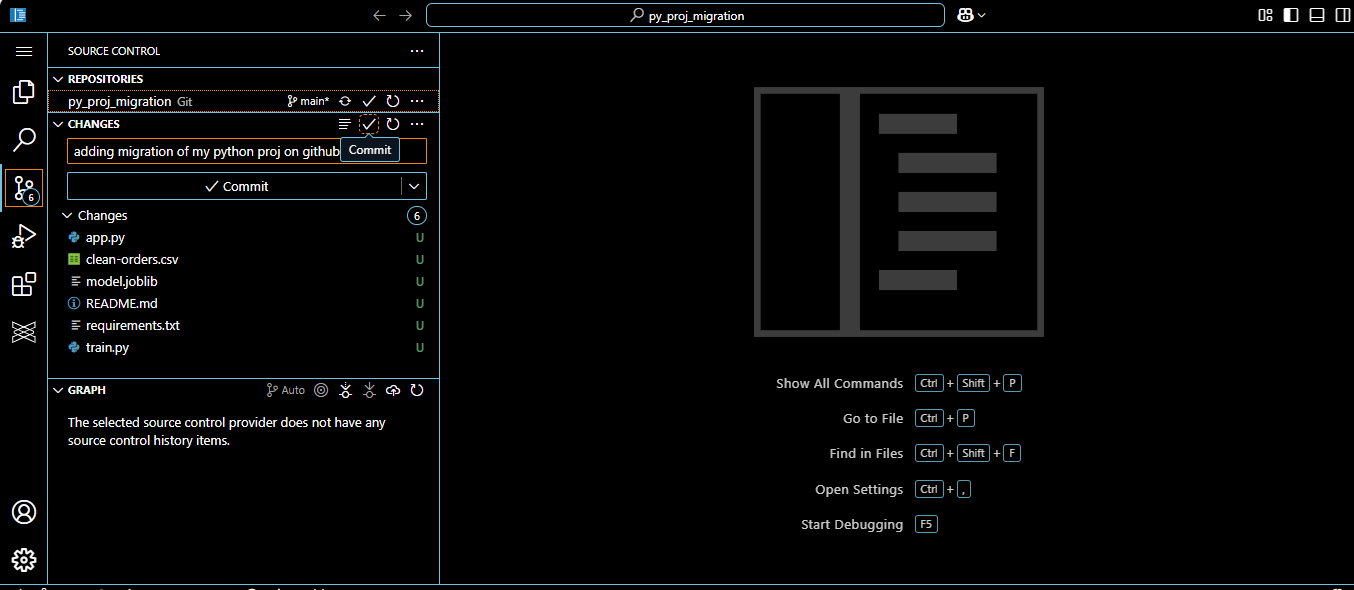 py_proj_migration
SOURCE CONTROL
REPOSITORIES
py_proj_migration Git main*
CHANGES
adding migration of my python proj on github
Commit
Commit
Changes 6
app.py U
clean-orders.csv U
model.joblib U
README.md U
requirements.txt U
train.py U
GRAPH Auto
The selected source control provider does not have any
source control history items.
6
Show All Commands Ctrl + Shift + P
Go to File Ctrl + P
Find in Files Ctrl + Shift + F
Open Settings Ctrl + ,
Start Debugging F5